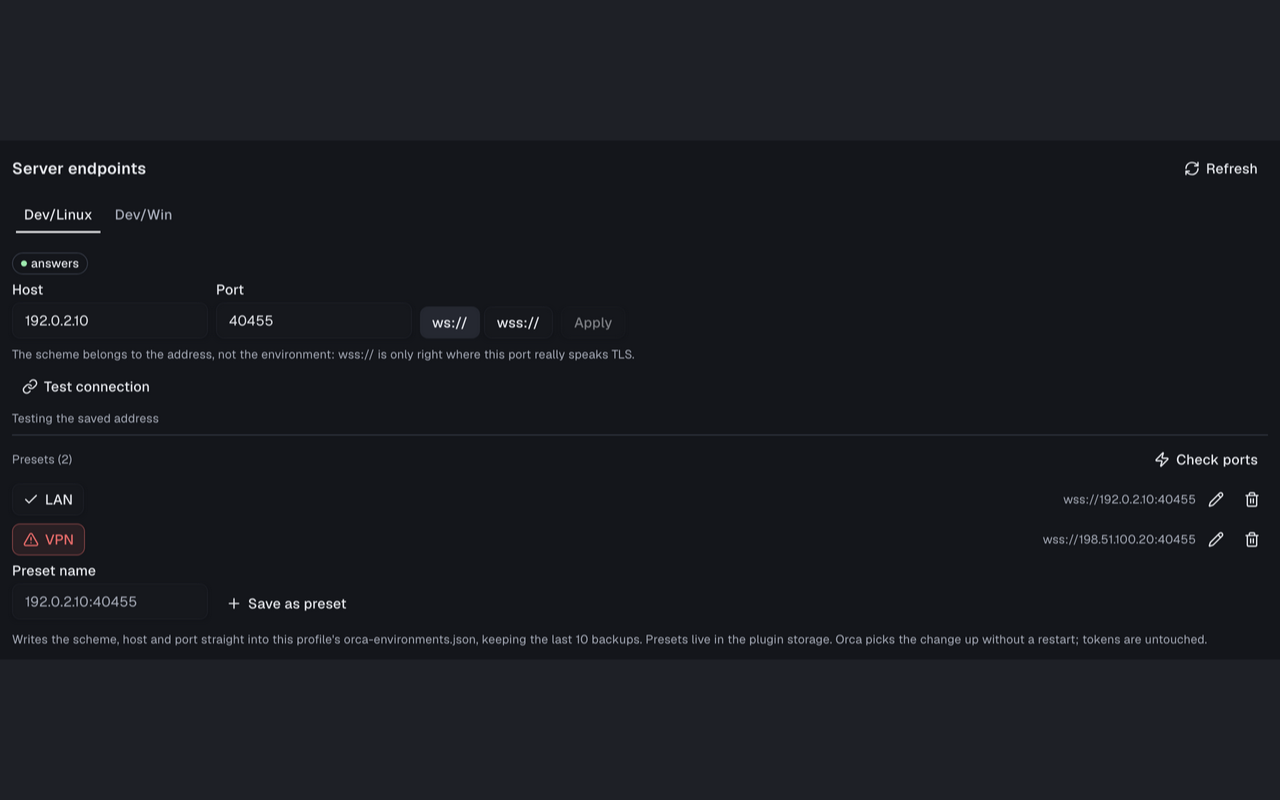 Server endpoints
Refresh
Dev/Linux Dev/Win
answers
Host Port
192.0.2.10 40455 ws:// wss:// Apply
The scheme belongs to the address, not the environment: wss:// is only right where this port really speaks TLS.
Test connection
Testing the saved address
Presets (2) Check ports
LAN wss://192.0.2.10:40455
VPN wss://198.51.100.20:40455
Preset name
192.0.2.10:40455 Save as preset
Writes the scheme, host and port straight into this profile's orca-environments.json, keeping the last 10 backups. Presets live in the plugin storage. Orca picks the change up without a restart; tokens are untouched.